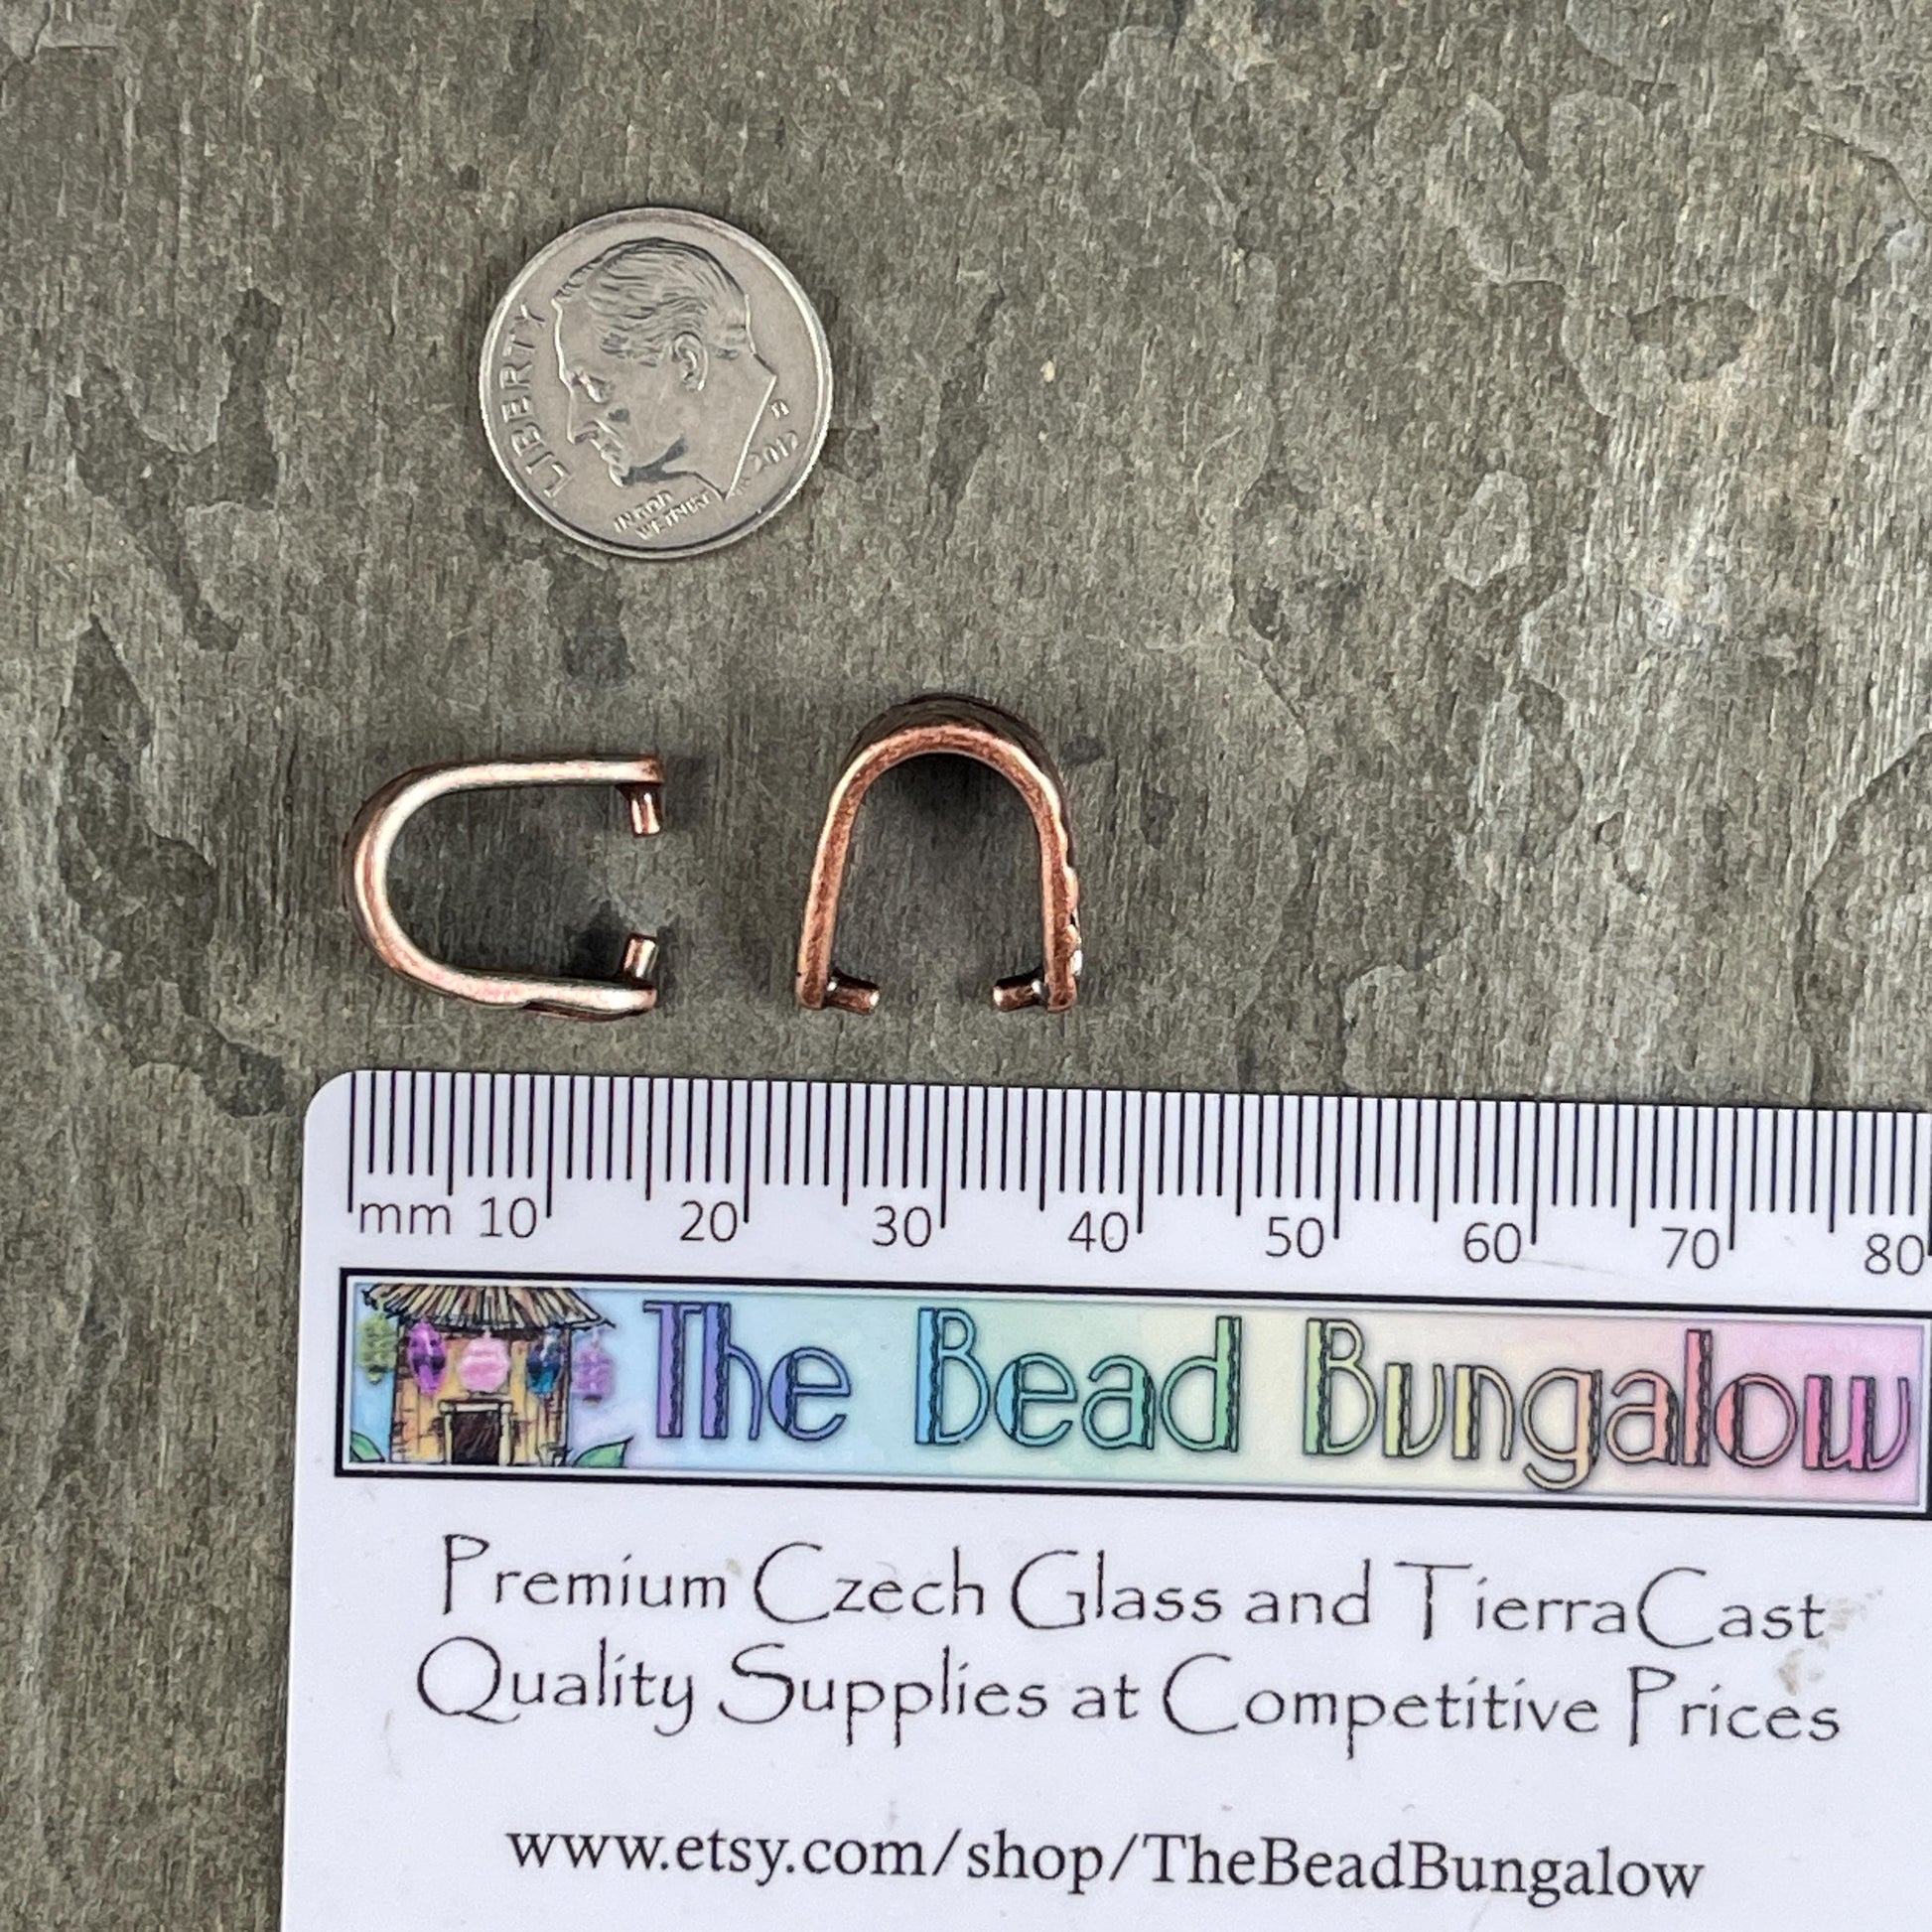 LIBERTY
IN GOD
WE TRUST
D
mm 10 20 30 40 50 60 70 80
The Bead Bungalow
Premium Czech Glass and TierraCast
Quality Supplies at Competitive Prices
www.etsy.com/shop/TheBeadBungalow